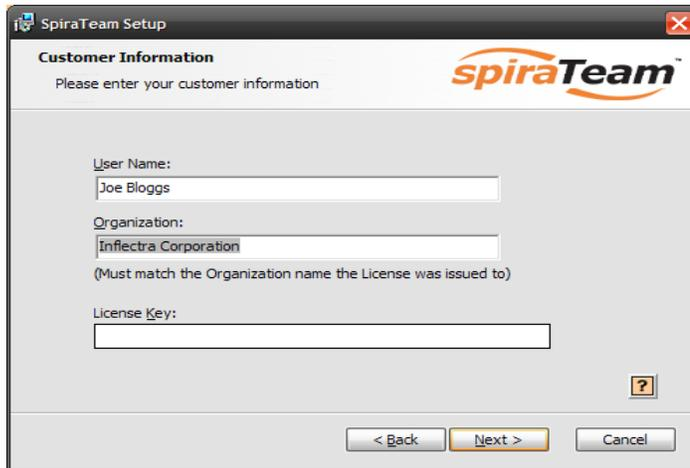 SpiraTeam Setup
Customer Information
Please enter your customer information
spiraTeam™
User Name:
Joe Bloggs
Organization:
Inflectra Corporation
(Must match the Organization name the License was issued to)
License Key:
?
< Back Next > Cancel